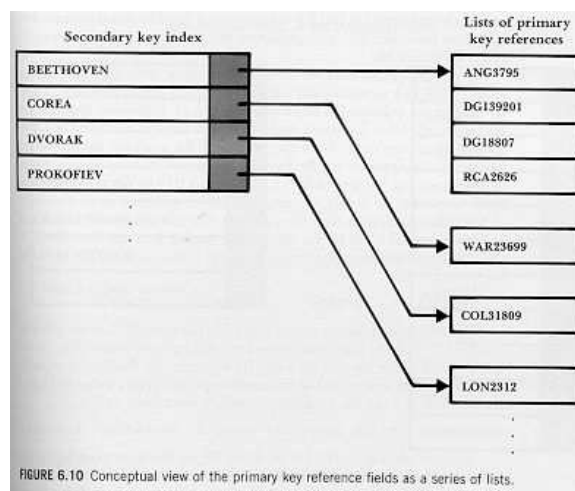 Secondary key index
BEETHOVEN
COREA
DVORAK
PROKOFIEV
Lists of primary
key references
ANG3795
DG139201
DG18807
RCA2626
WAR23699
COL31809
LON2312
FIGURE 6.10 Conceptual view of the primary key reference fields as a series of lists.